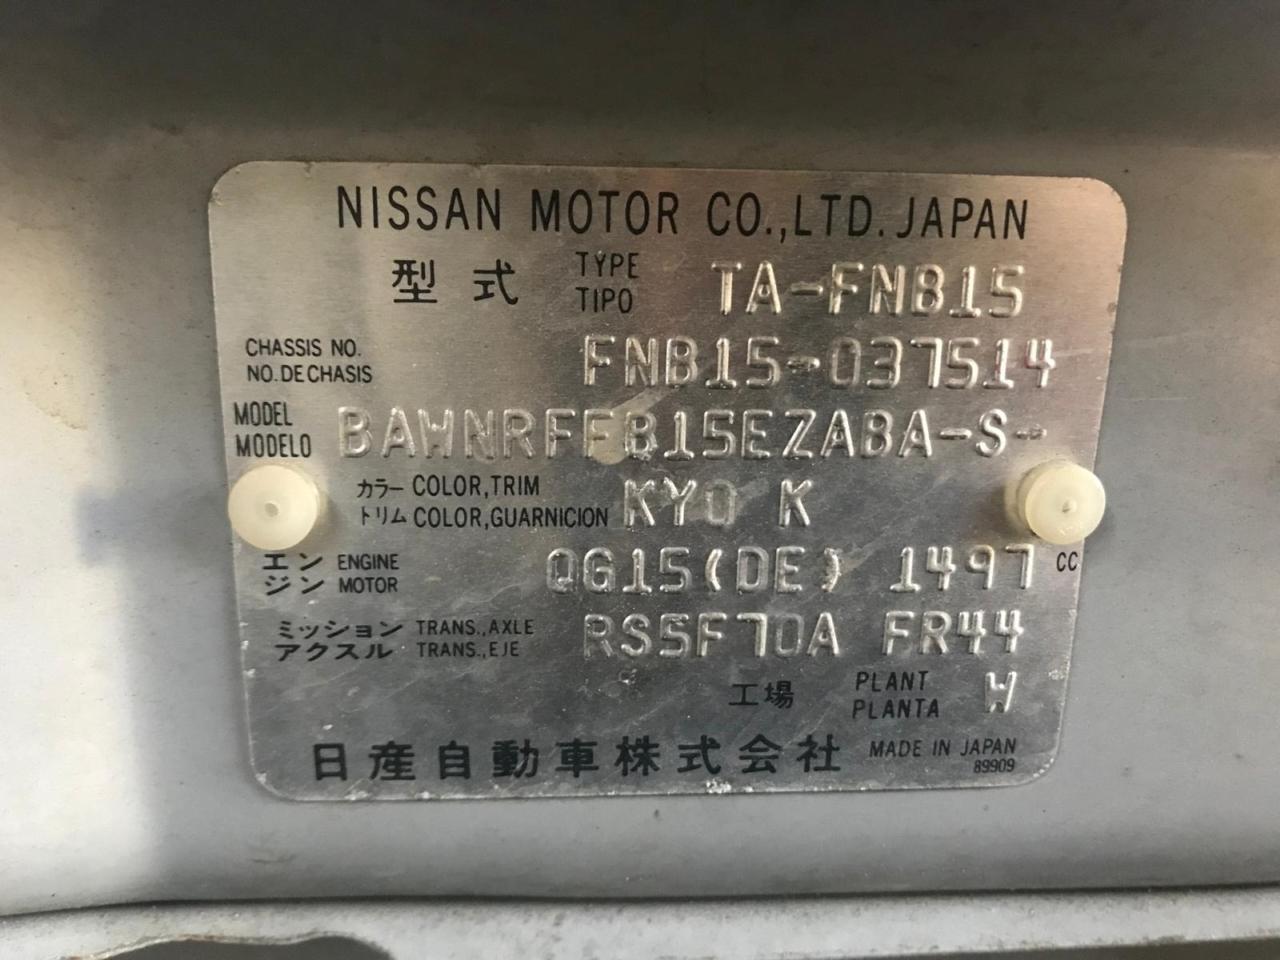 NISSAN MOTOR CO.,LTD. JAPAN
型式 TYPE TIPO TA-FNB15
CHASSIS NO. NO. DE CHASIS FNB15-037514
MODEL MODELO BAWNRFFB15EZABA-S-
カラー COLOR,TRIM
トリム COLOR,GUARNICION KY0 K
エンジン ENGINE MOTOR QG15(DE) 1497 CC
ミッション TRANS.,AXLE
アクスル TRANS.,EJE RS5F70A FR44
工場 PLANT PLANTA W
日産自動車株式会社 MADE IN JAPAN
89909